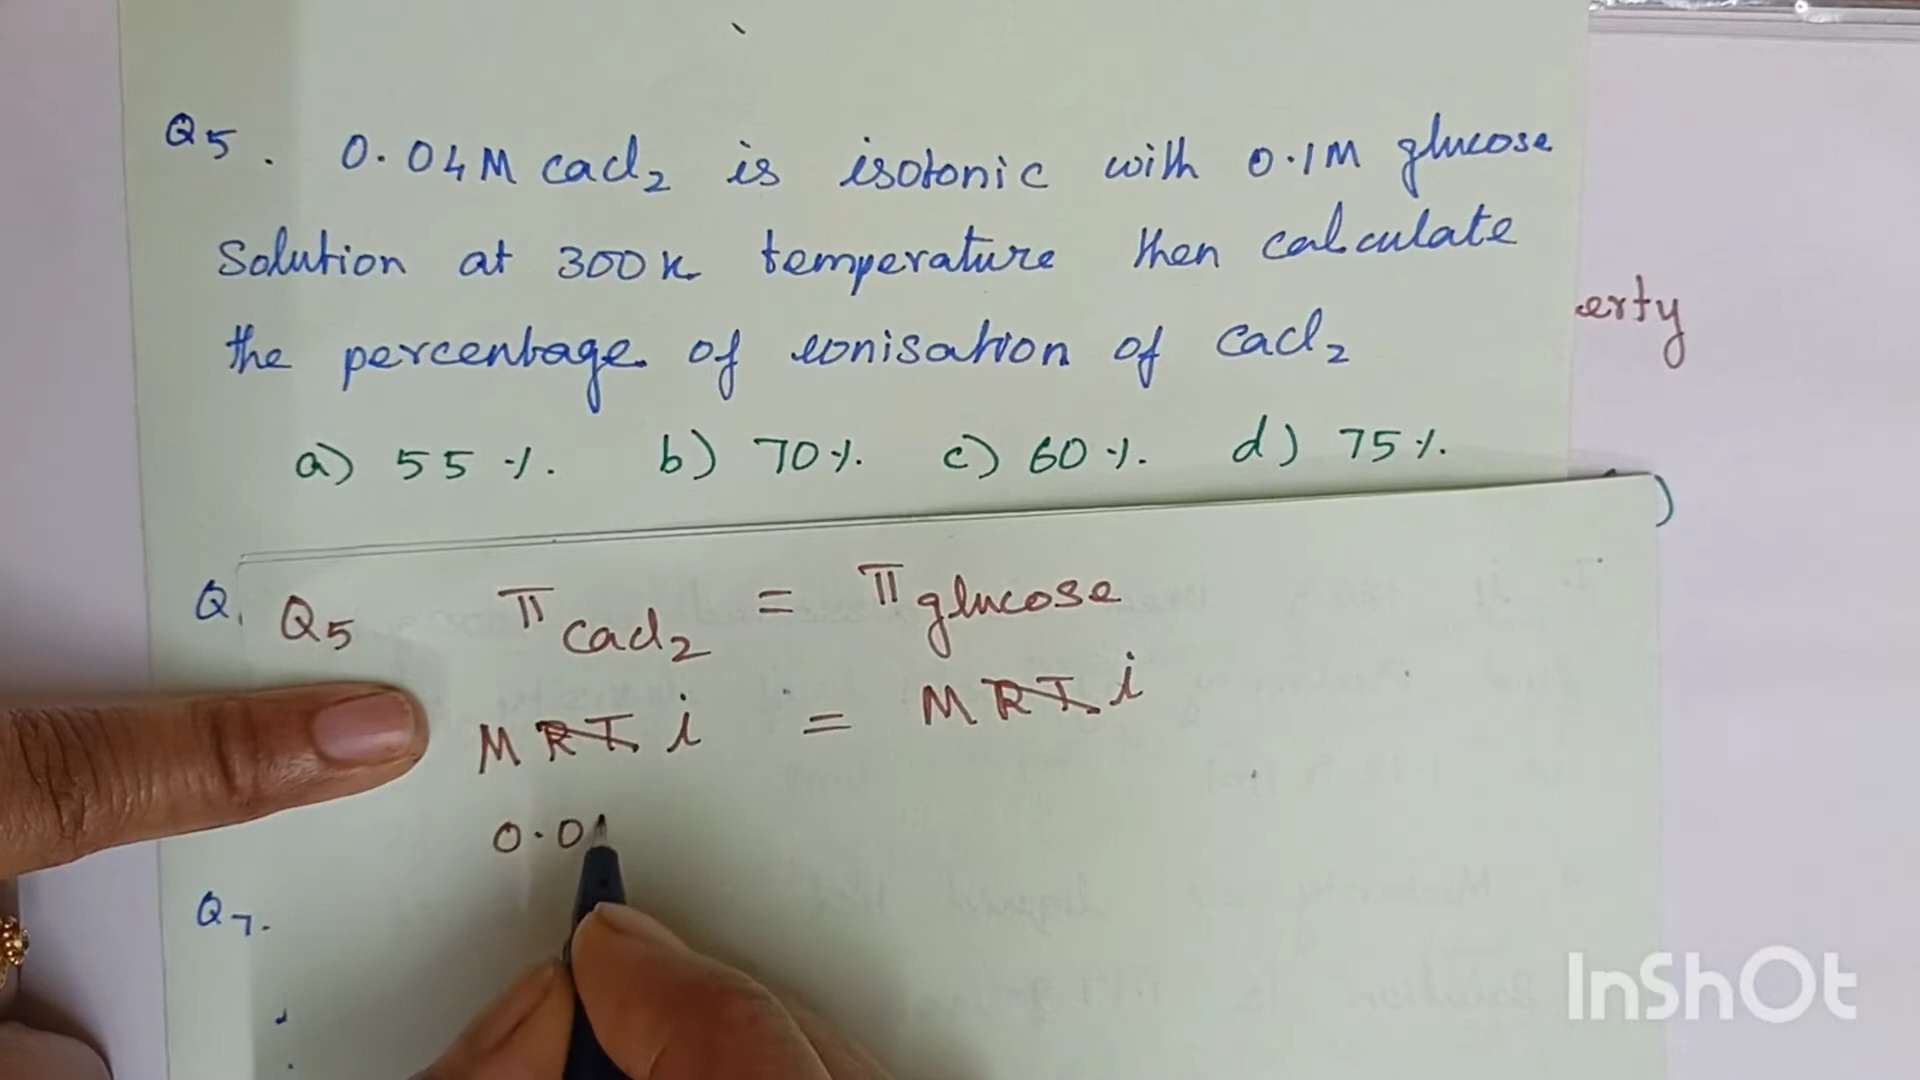 Q5. 0.04M cacl2 is isotonic with 0.1M glucose
Solution at 300K temperature then calculate
the percentage of ionisation of cacl2
a) 55%. b) 70%. c) 60%. d) 75%.
erty
)
Q. Q5 π cacl2 = π glucose
MRT i = MRT i
0.0
Q7.
InShOt